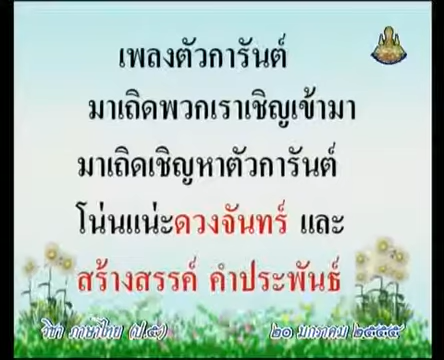 เพลงตัวการันต์
มาเถิดพวกเราเชิญเข้ามา
มาเถิดเชิญหาตัวการันต์
โน่นแน่ะดวงจันทร์ และ
สร้างสรรค์ คำประพันธ์
วิชา ภาษาไทย (ป.๕) ๒๐ มกราคม ๒๕๕๕